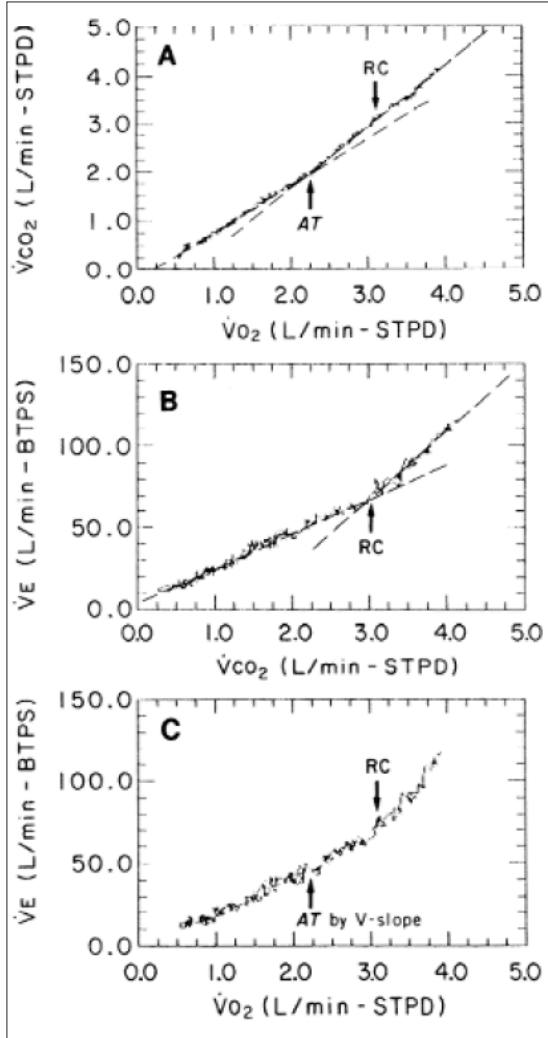 A
5.0
4.0
3.0
2.0
1.0
0.0
V̇CO₂ (L/min-STPD)
RC
AT
0.0 1.0 2.0 3.0 4.0 5.0
V̇O₂ (L/min-STPD)
B
150.0
100.0
50.0
0.0
V̇E (L/min-BTPS)
RC
0.0 1.0 2.0 3.0 4.0 5.0
V̇CO₂ (L/min-STPD)
C
150.0
100.0
50.0
0.0
V̇E (L/min-BTPS)
RC
AT by V-slope
0.0 1.0 2.0 3.0 4.0 5.0
V̇O₂ (L/min-STPD)